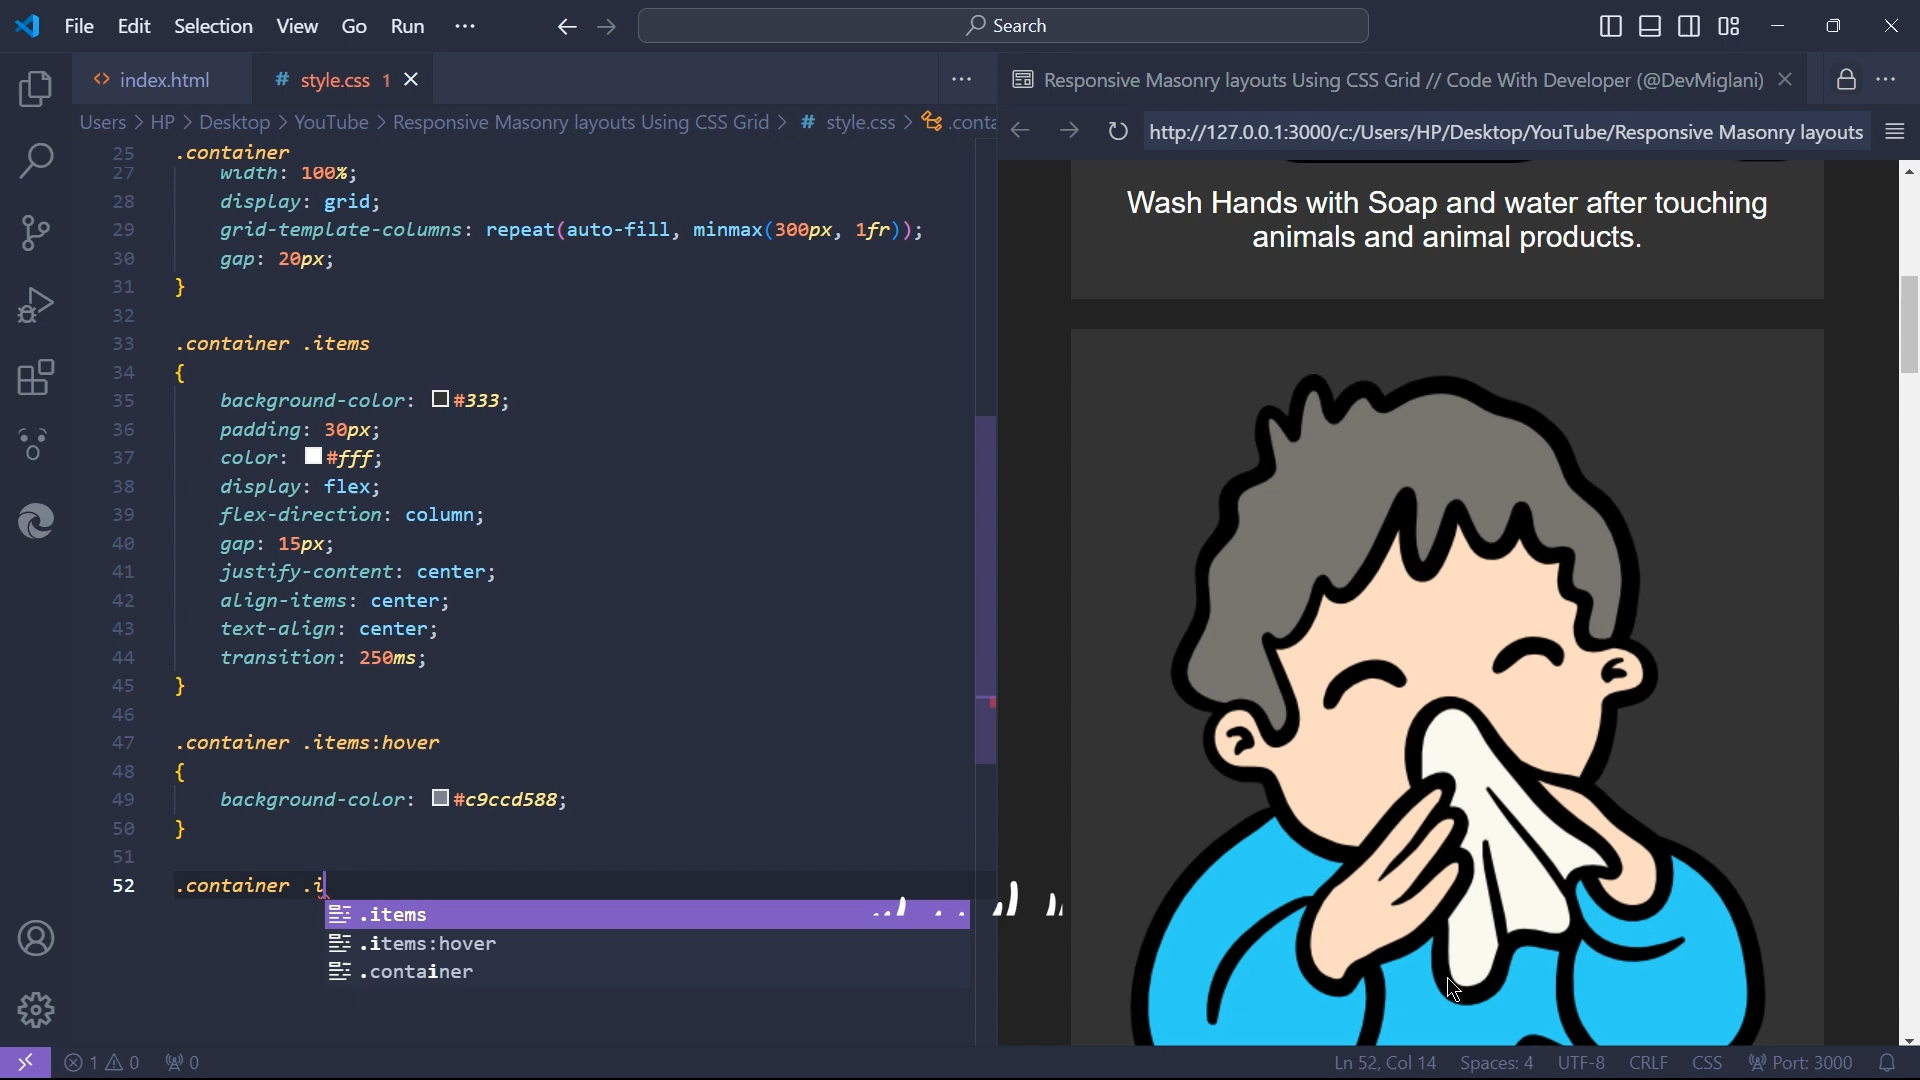 File Edit Selection View Go Run ...
Search
index.html
# style.css 1
...
Responsive Masonry layouts Using CSS Grid // Code With Developer (@DevMiglani)
...
Users > HP > Desktop > YouTube > Responsive Masonry layouts Using CSS Grid > # style.css > .conta
http://127.0.0.1:3000/c:/Users/HP/Desktop/YouTube/Responsive Masonry layouts
25 .container
27 width: 100%;
28 display: grid;
29 grid-template-columns: repeat(auto-fill, minmax(300px, 1fr));
30 gap: 20px;
31 }
32
33 .container .items
34 {
35 background-color: #333;
36 padding: 30px;
37 color: #fff;
38 display: flex;
39 flex-direction: column;
40 gap: 15px;
41 justify-content: center;
42 align-items: center;
43 text-align: center;
44 transition: 250ms;
45 }
46
47 .container .items:hover
48 {
49 background-color: #c9ccd588;
50 }
51
52 .container .i
.items
.items:hover
.container
Wash Hands with Soap and water after touching
animals and animal products.
1 0 0
Ln 52, Col 14 Spaces: 4 UTF-8 CRLF CSS Port: 3000